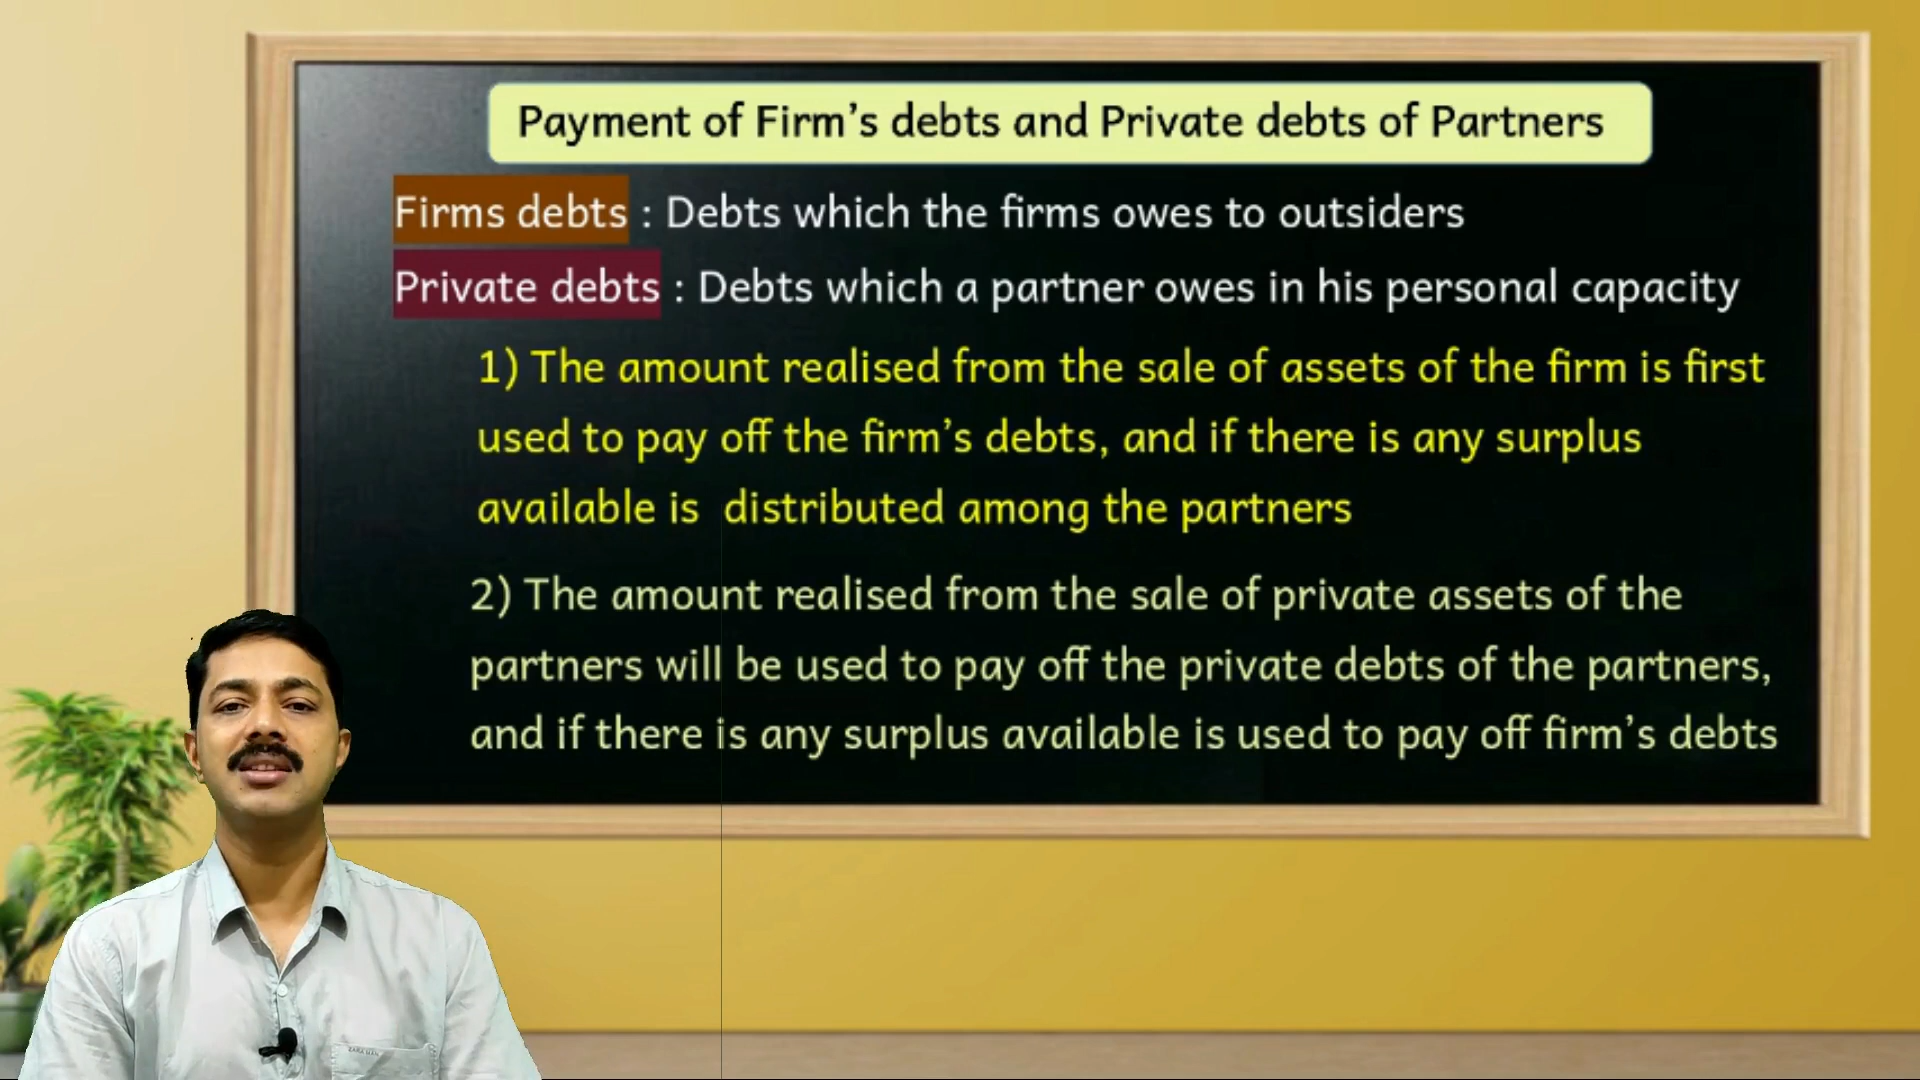 Payment of Firm's debts and Private debts of Partners
Firms debts : Debts which the firms owes to outsiders
Private debts : Debts which a partner owes in his personal capacity
1) The amount realised from the sale of assets of the firm is first
used to pay off the firm's debts, and if there is any surplus
available is distributed among the partners
2) The amount realised from the sale of private assets of the
partners will be used to pay off the private debts of the partners,
and if there is any surplus available is used to pay off firm's debts